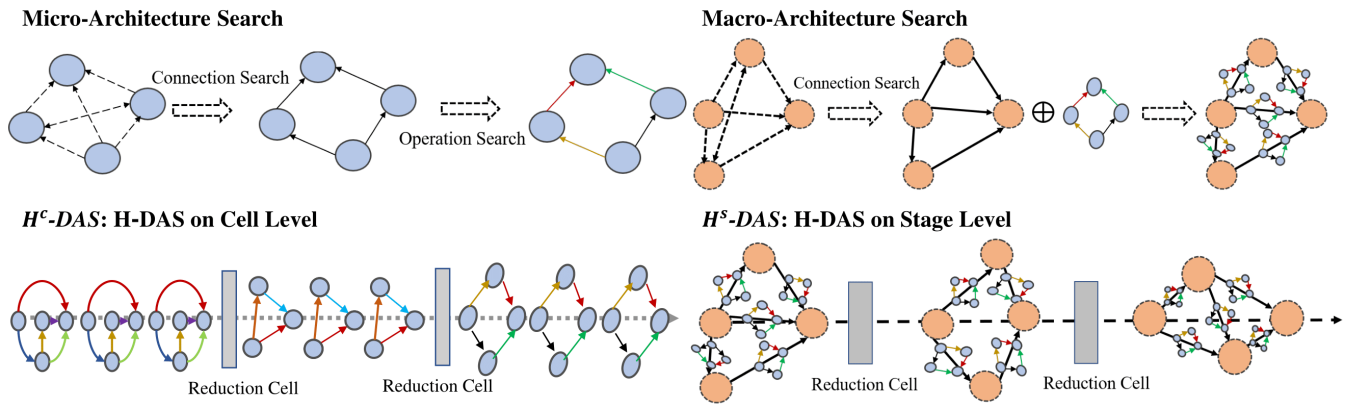 Micro-Architecture Search
Macro-Architecture Search
Connection Search
Operation Search
Connection Search
H^c-DAS: H-DAS on Cell Level
H^s-DAS: H-DAS on Stage Level
Reduction Cell
Reduction Cell
Reduction Cell
Reduction Cell